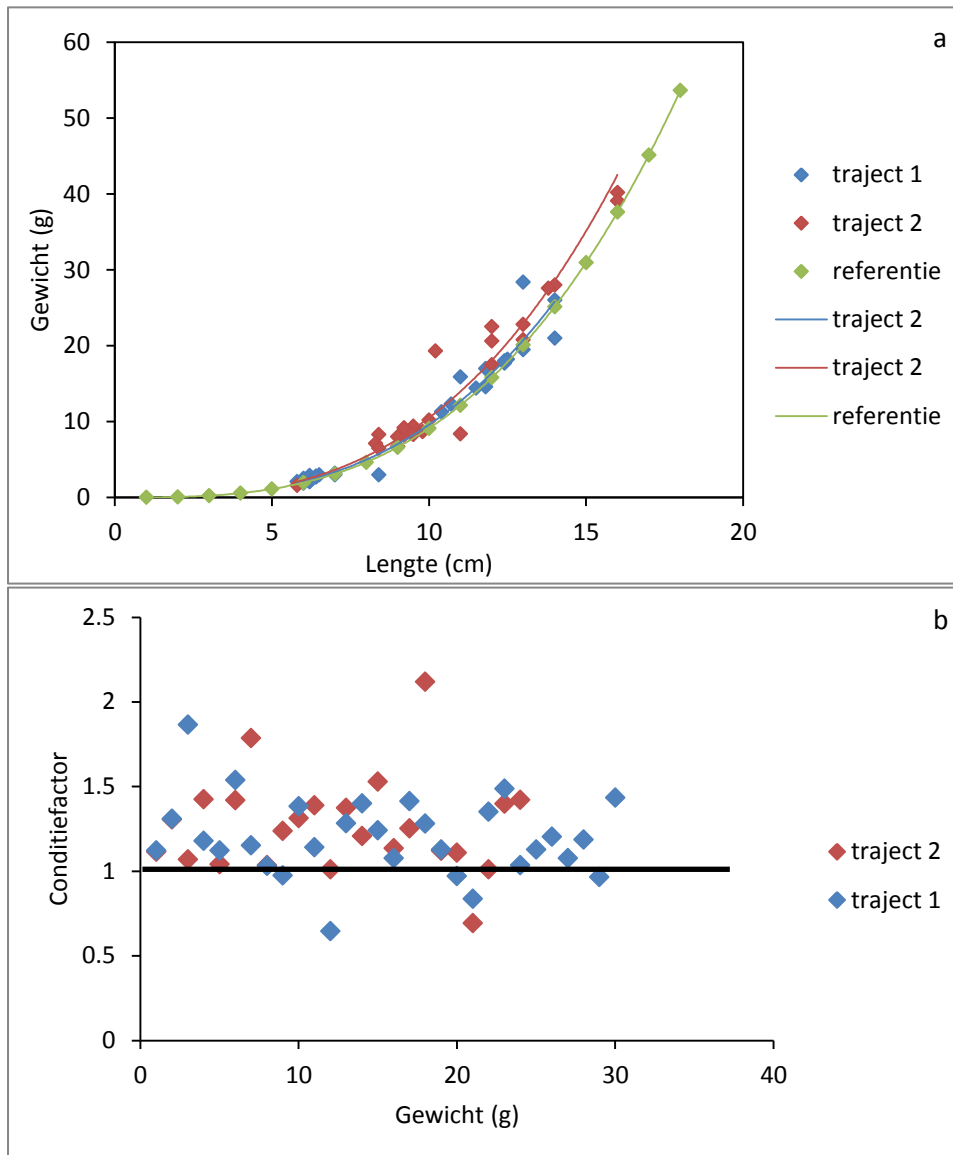 a
60
50
40
30
20
10
0
Gewicht (g)
0 5 10 15 20
Lengte (cm)
traject 1
traject 2
referentie
traject 2
traject 2
referentie
b
2.5
2
1.5
1
0.5
0
Conditiefactor
0 10 20 30 40
Gewicht (g)
traject 2
traject 1